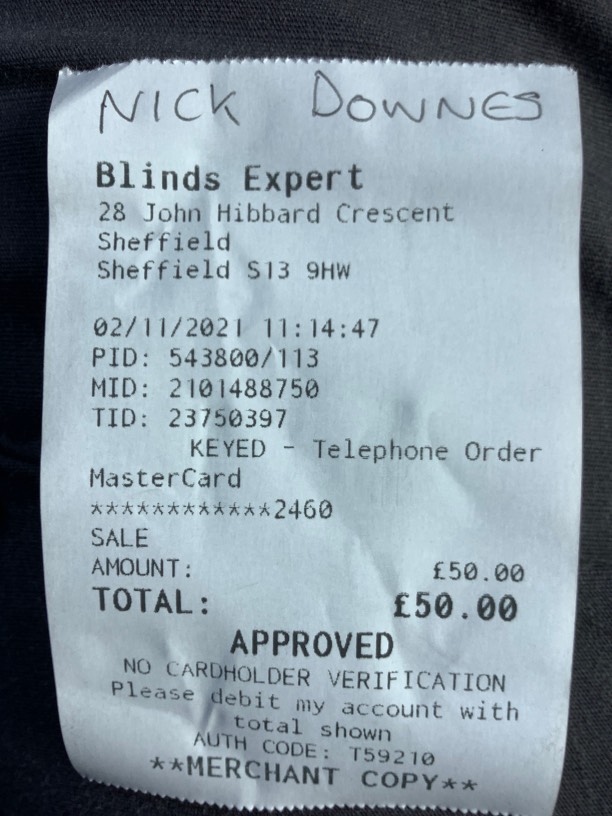 NICK DOWNES
Blinds Expert
28 John Hibbard Crescent
Sheffield
Sheffield S13 9HW
02/11/2021 11:14:47
PID: 543800/113
MID: 2101488750
TID: 23750397
KEYED - Telephone Order
MasterCard
************2460
SALE
AMOUNT: £50.00
TOTAL: £50.00
APPROVED
NO CARDHOLDER VERIFICATION
Please debit my account with
total shown
AUTH CODE: T59210
**MERCHANT COPY**